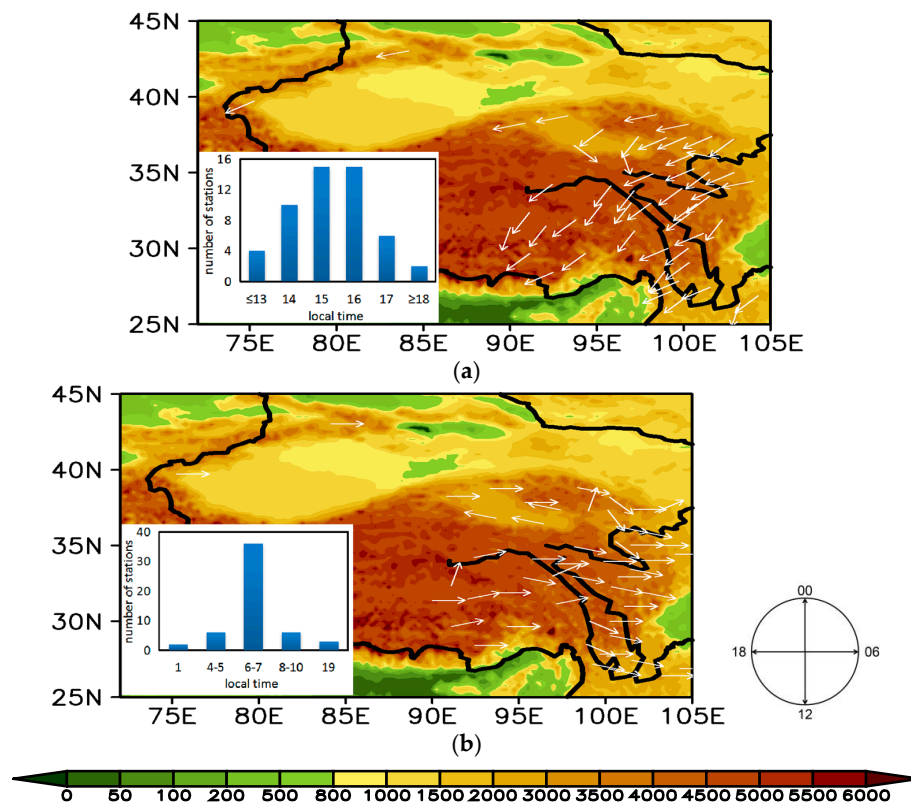 45N
40N
35N
30N
25N
16
12
8
4
0
number of stations
≤13 14 15 16 17 ≥18
local time
75E 80E 85E 90E 95E 100E 105E
(a)
45N
40N
35N
30N
25N
40
30
20
10
0
number of stations
1 4-5 6-7 8-10 19
local time
75E 80E 85E 90E 95E 100E 105E
(b)
00
18 06
12
0 50 100 200 500 800 1000 1500 2000 3000 3500 4000 4500 5000 5500 6000